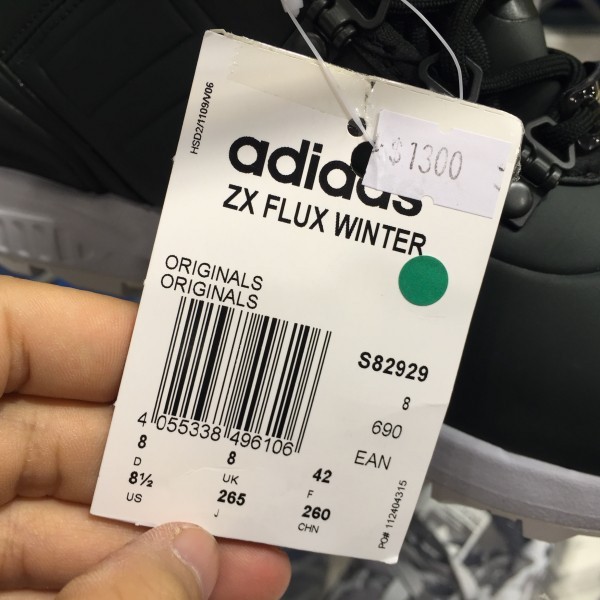 HSD2/1109/V06
$1300
adidas
ZX FLUX WINTER
ORIGINALS
ORIGINALS
S82929
8
690
EAN
4 055338 496106
8
D
8
UK
42
F
8½
US
265
J
260
CHN
PO# 112404315